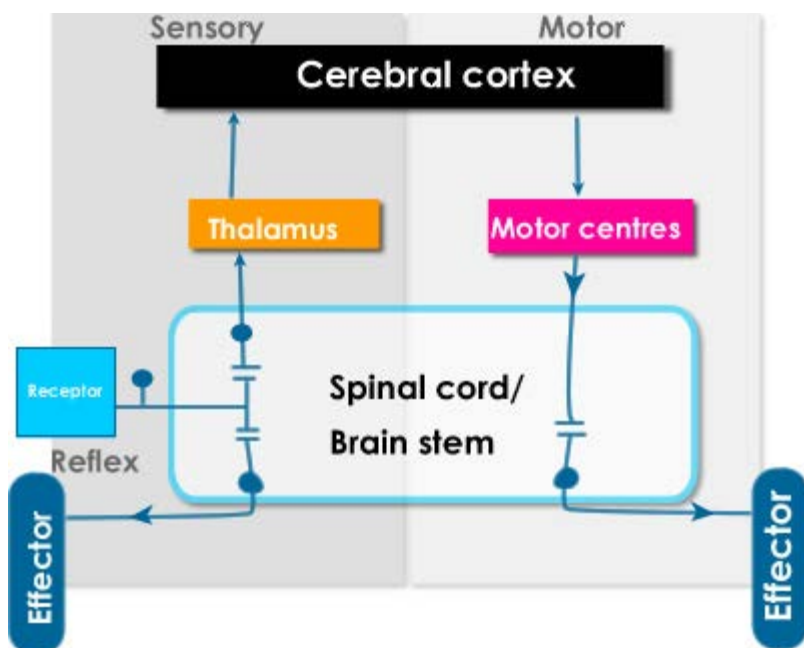 Sensory
Motor
Cerebral cortex
Thalamus
Motor centres
Receptor
Spinal cord/
Brain stem
Reflex
Effector
Effector